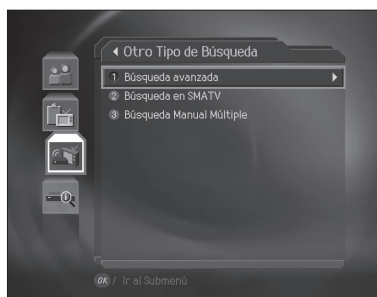 Otro Tipo de Búsqueda
1 Búsqueda avanzada
2 Búsqueda en SMATV
3 Búsqueda Manual Múltiple
OK / Ir al Submenú